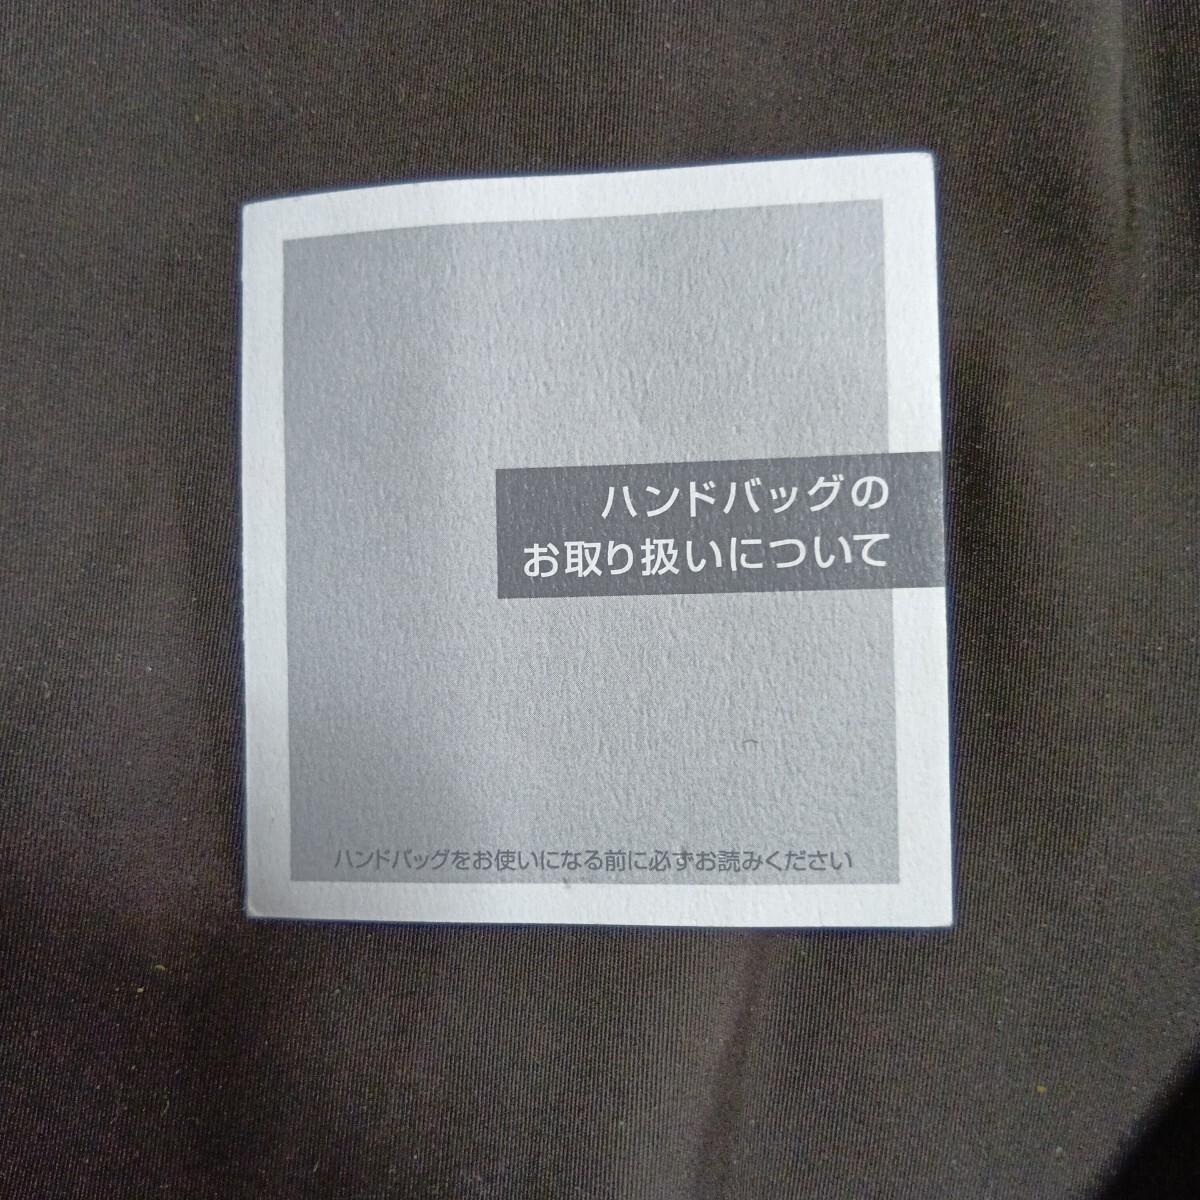 ハンドバッグの
お取り扱いについて
ハンドバッグをお使いになる前に必ずお読みください